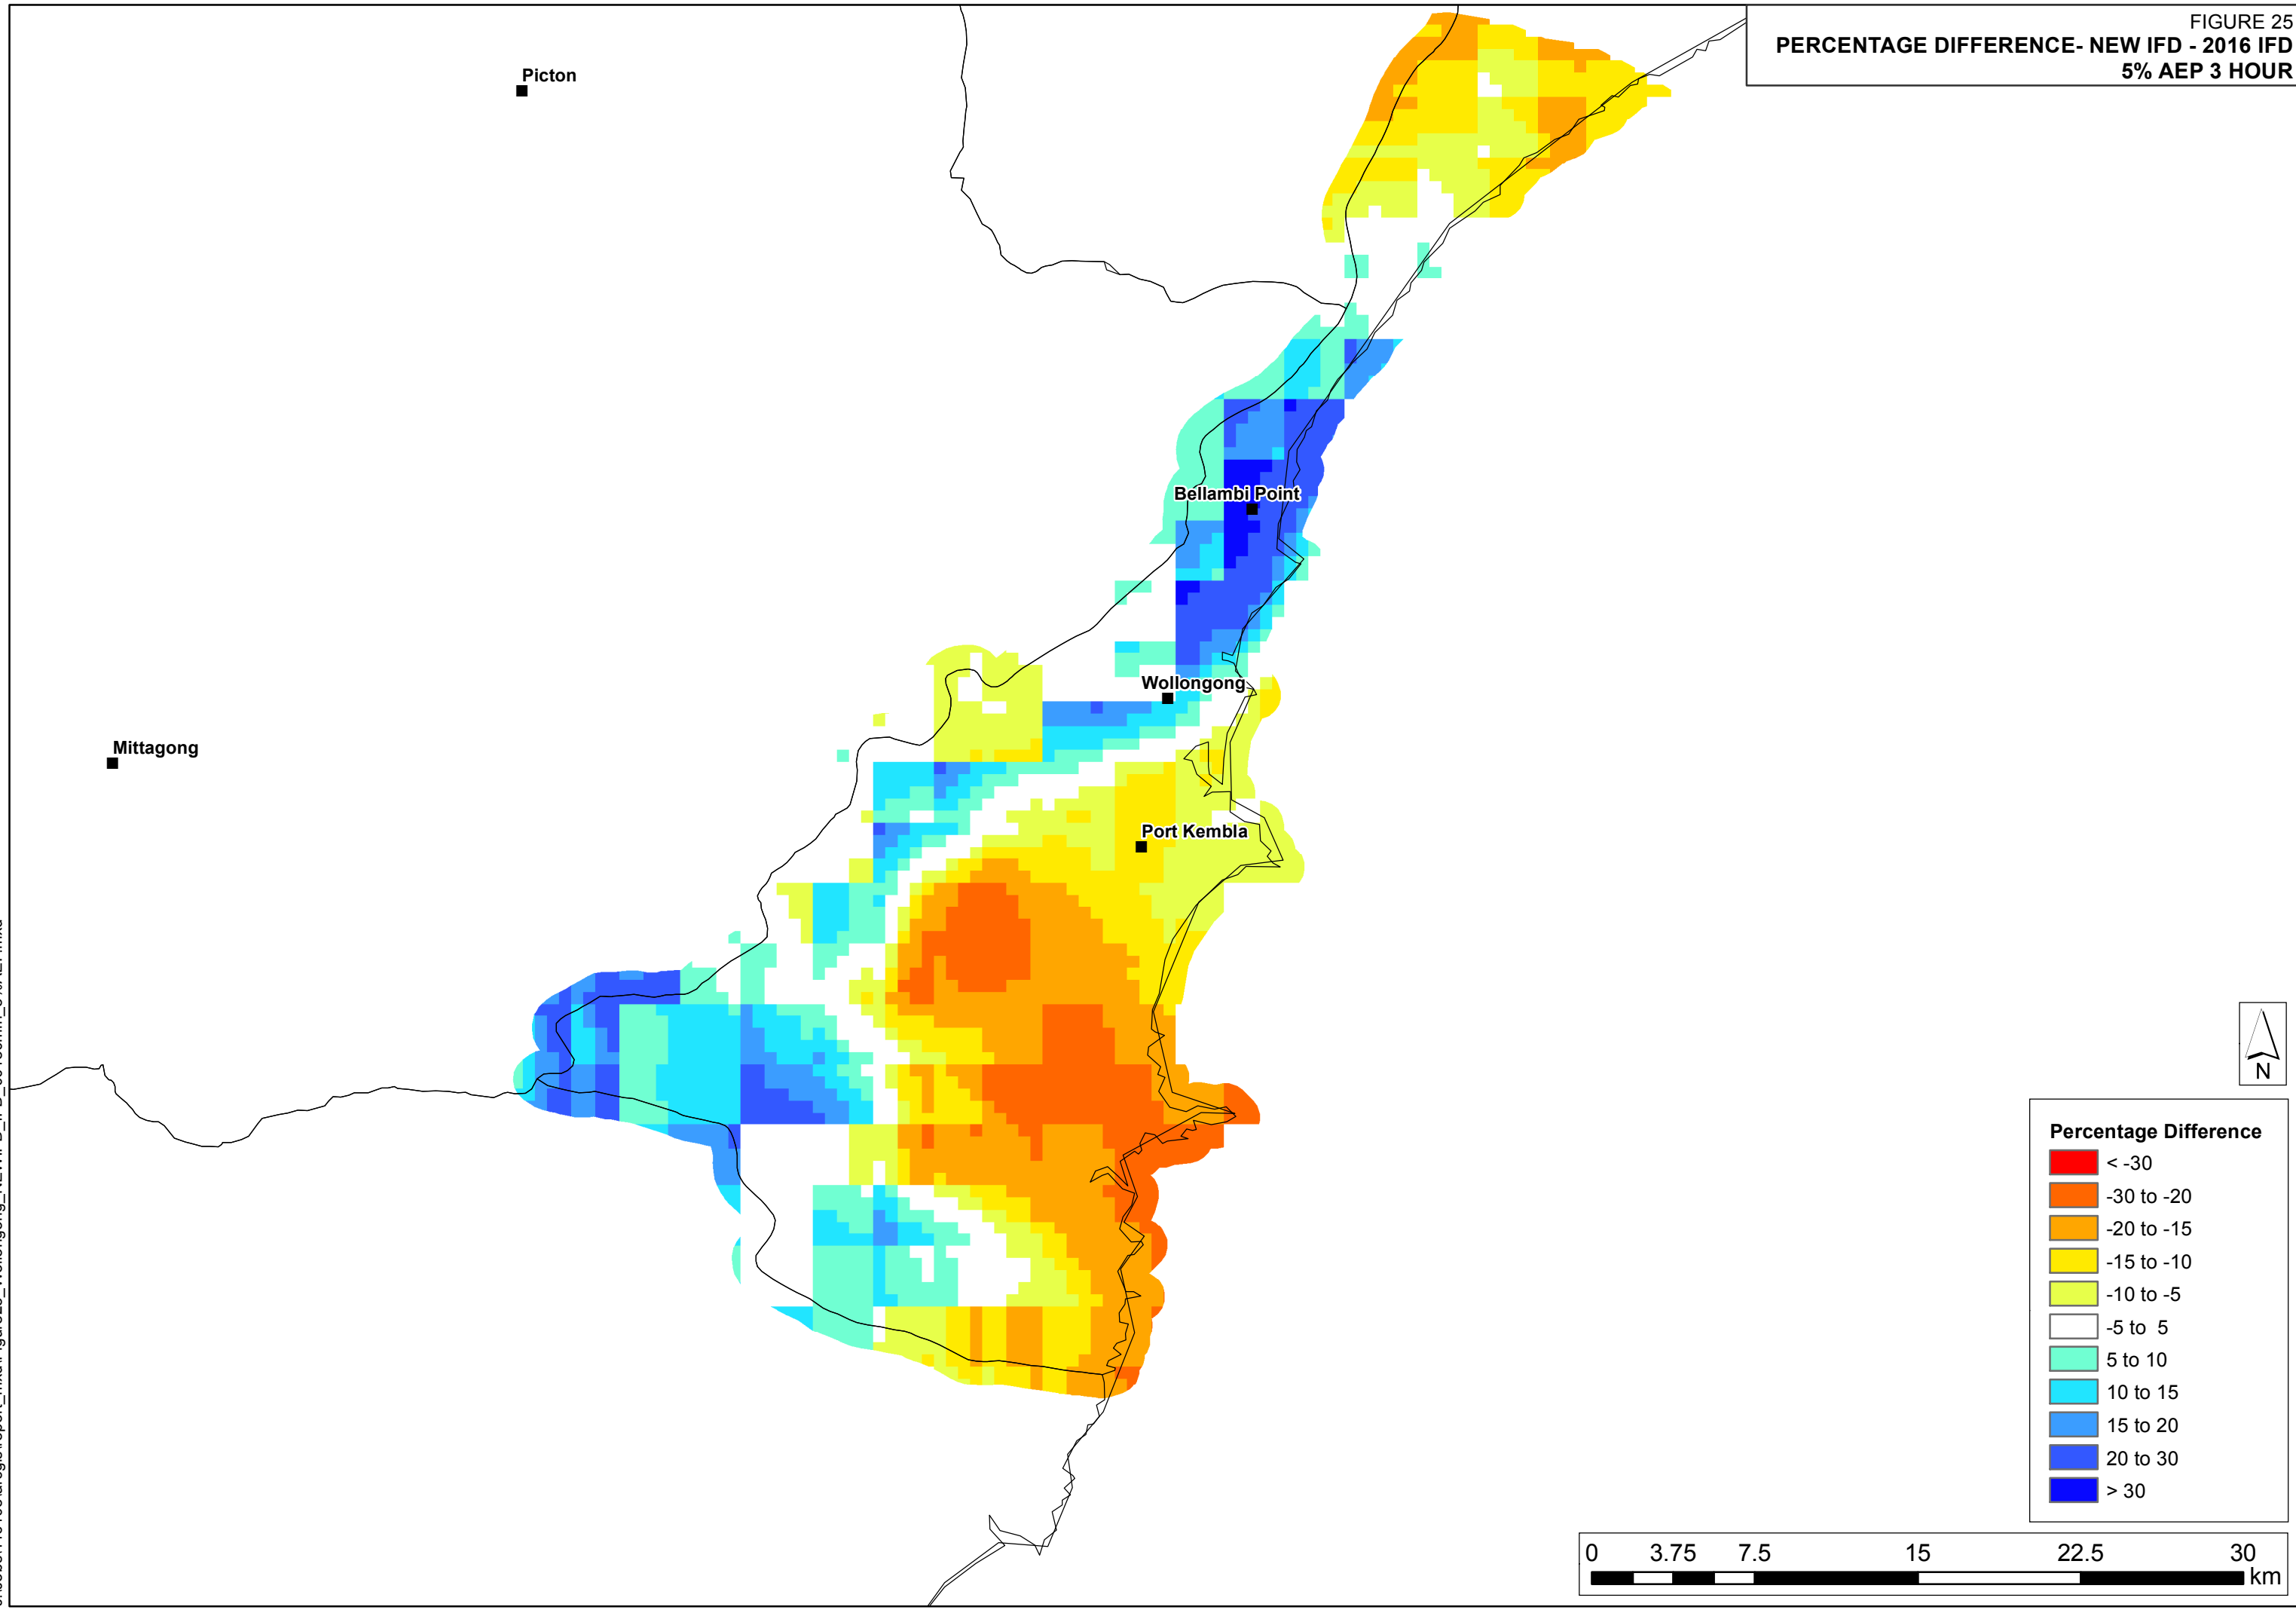 FIGURE 25
PERCENTAGE DIFFERENCE- NEW IFD - 2016 IFD
5% AEP 3 HOUR
Picton
Bellambi Point
Wollongong
Mittagong
Port Kembla
N
Percentage Difference
< -30
-30 to -20
-20 to -15
-15 to -10
-10 to -5
-5 to 5
5 to 10
10 to 15
15 to 20
20 to 30
> 30
0 3.75 7.5 15 22.5 30
km